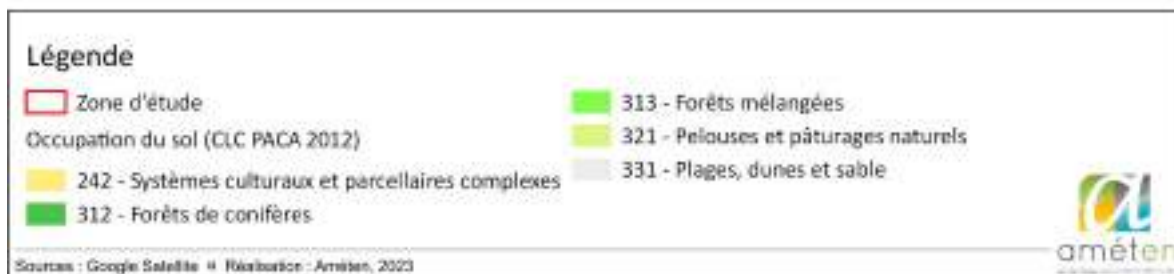 Légende
Zone d'étude
Occupation du sol (CLC PACA 2012)
242 - Systèmes culturaux et parcellaires complexes
312 - Forêts de conifères
313 - Forêts mélangées
321 - Pelouses et pâturages naturels
331 - Plages, dunes et sable
améten
Sources : Google Satellite Réalisation : Améten, 2023